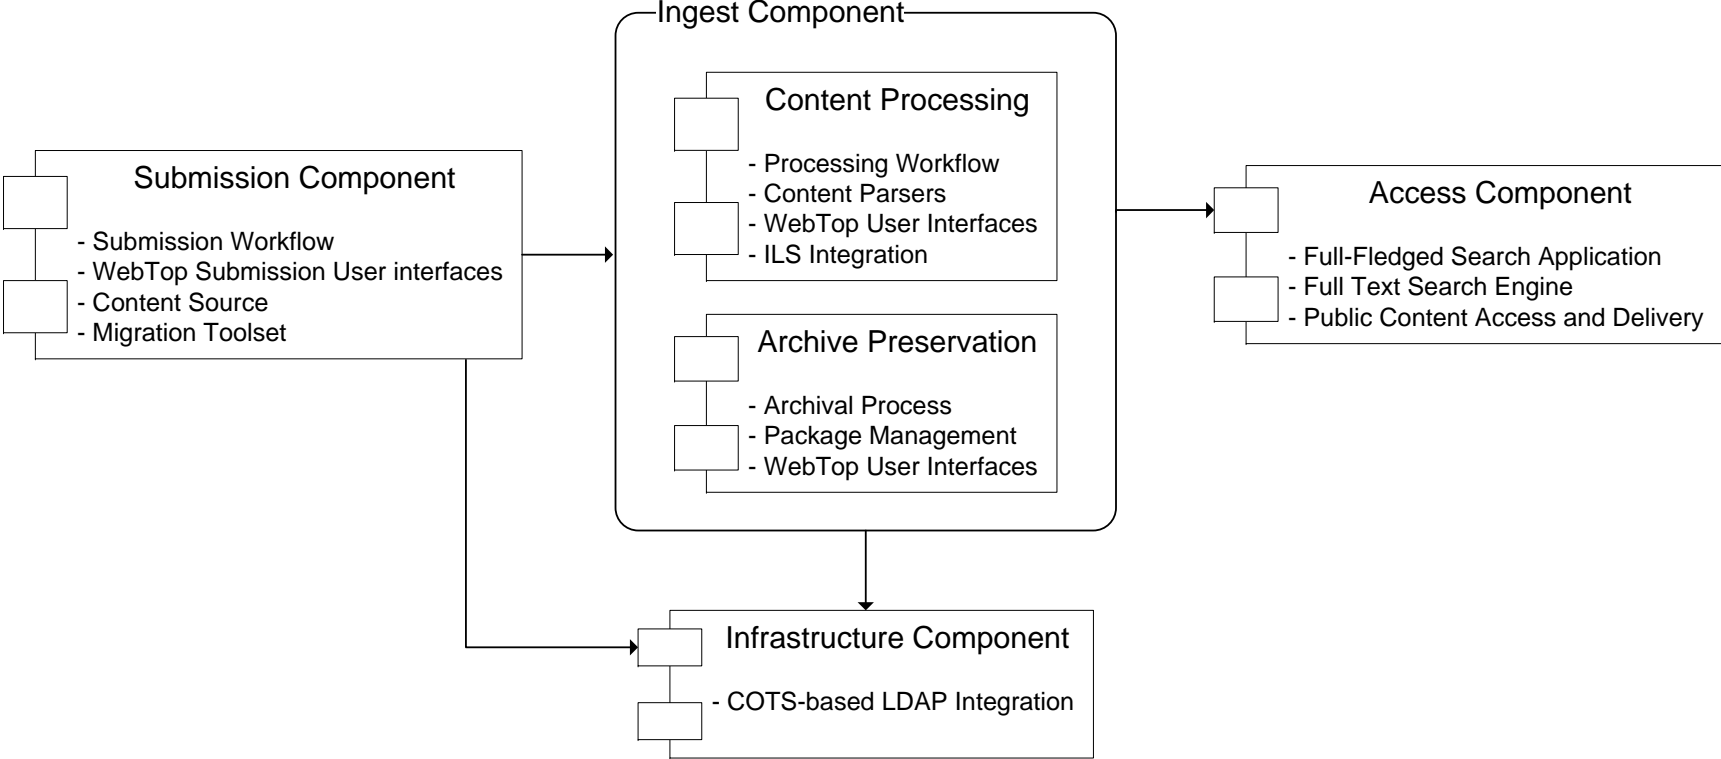 Ingest Component
Content Processing
- Processing Workflow
- Content Parsers
- WebTop User Interfaces
- ILS Integration
Submission Component
- Submission Workflow
- WebTop Submission User interfaces
- Content Source
- Migration Toolset
Access Component
- Full-Fledged Search Application
- Full Text Search Engine
- Public Content Access and Delivery
Archive Preservation
- Archival Process
- Package Management
- WebTop User Interfaces
Infrastructure Component
- COTS-based LDAP Integration